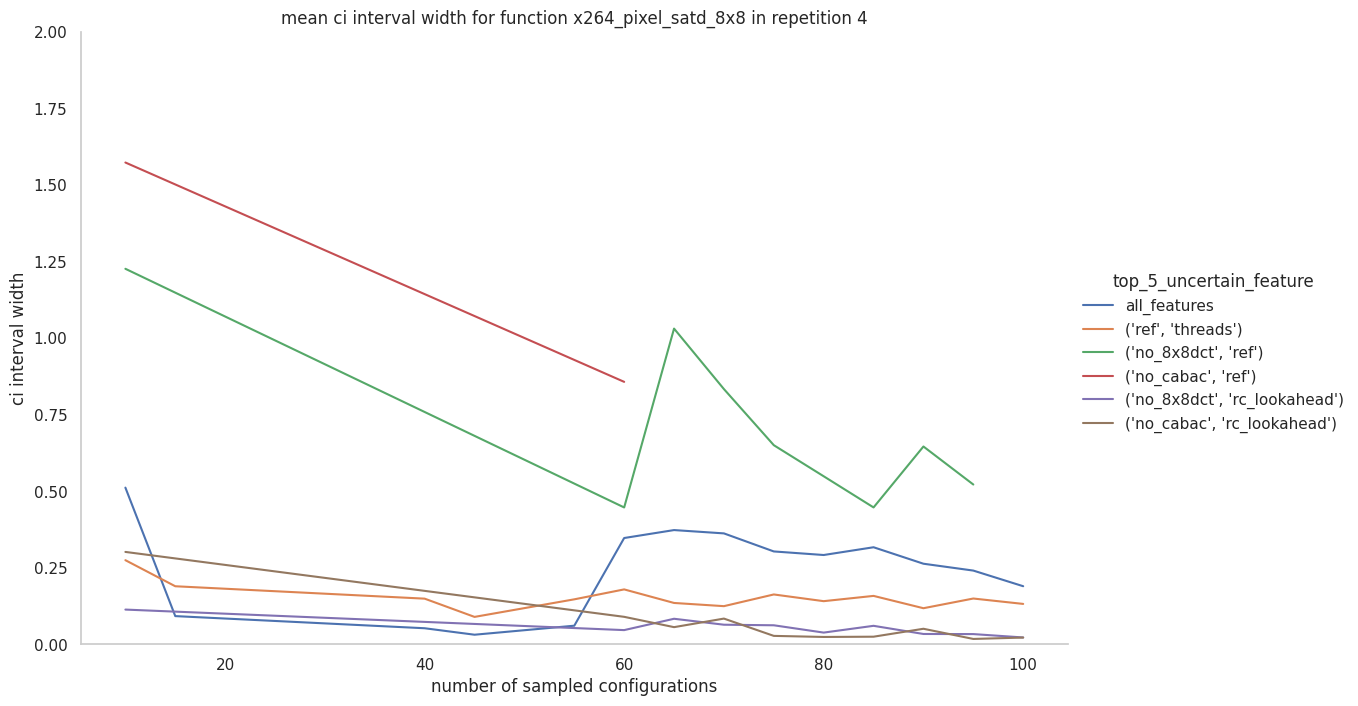 mean ci interval width for function x264_pixel_satd_8x8 in repetition 4
2.00
1.75
1.50
1.25
1.00
0.75
0.50
0.25
0.00
ci interval width
20
40
60
80
100
number of sampled configurations
top_5_uncertain_feature
all_features
('ref', 'threads')
('no_8x8dct', 'ref')
('no_cabac', 'ref')
('no_8x8dct', 'rc_lookahead')
('no_cabac', 'rc_lookahead')